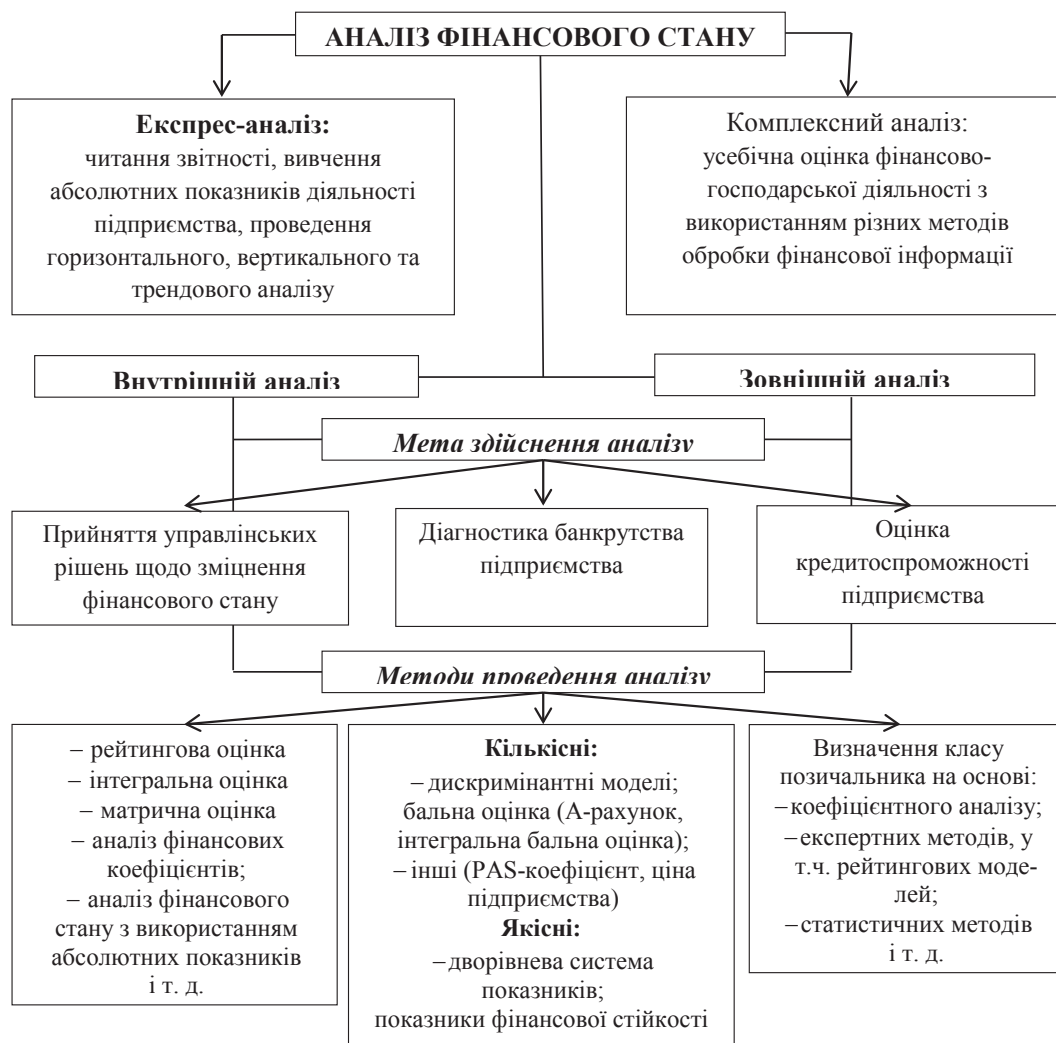 АНАЛІЗ ФІНАНСОВОГО СТАНУ
Експрес-аналіз:
читання звітності, вивчення
абсолютних показників діяльності
підприємства, проведення
горизонтального, вертикального та
трендового аналізу
Комплексний аналіз:
усебічна оцінка фінансово-
господарської діяльності з
використанням різних методів
обробки фінансової інформації
Внутрішній аналіз
Зовнішній аналіз
Мета здійснення аналізу
Прийняття управлінських
рішень щодо зміцнення
фінансового стану
Діагностика банкрутства
підприємства
Оцінка
кредитоспроможності
підприємства
Методи проведення аналізу
– рейтингова оцінка
– інтегральна оцінка
– матрична оцінка
– аналіз фінансових
коефіцієнтів;
– аналіз фінансового
стану з використанням
абсолютних показників
і т. д.
Кількісні:
– дискримінантні моделі;
бальна оцінка (А-рахунок,
інтегральна бальна оцінка);
– інші (PAS-коефіцієнт, ціна
підприємства)
Якісні:
– дворівнева система
показників;
показники фінансової стійкості
Визначення класу
позичальника на основі:
– коефіцієнтного аналізу;
– експертних методів, у
т.ч. рейтингових моде-
лей;
– статистичних методів
і т. д.